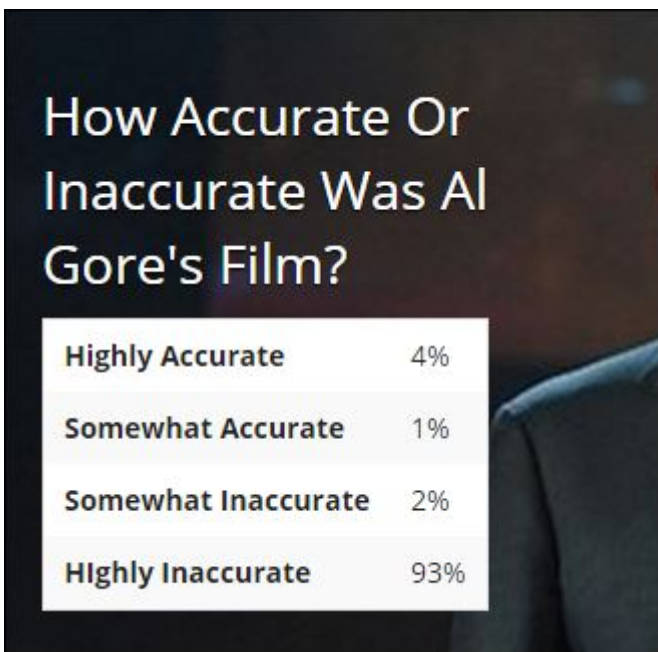 How Accurate Or
Inaccurate Was Al
Gore's Film?
Highly Accurate 4%
Somewhat Accurate 1%
Somewhat Inaccurate 2%
HIghly Inaccurate 93%